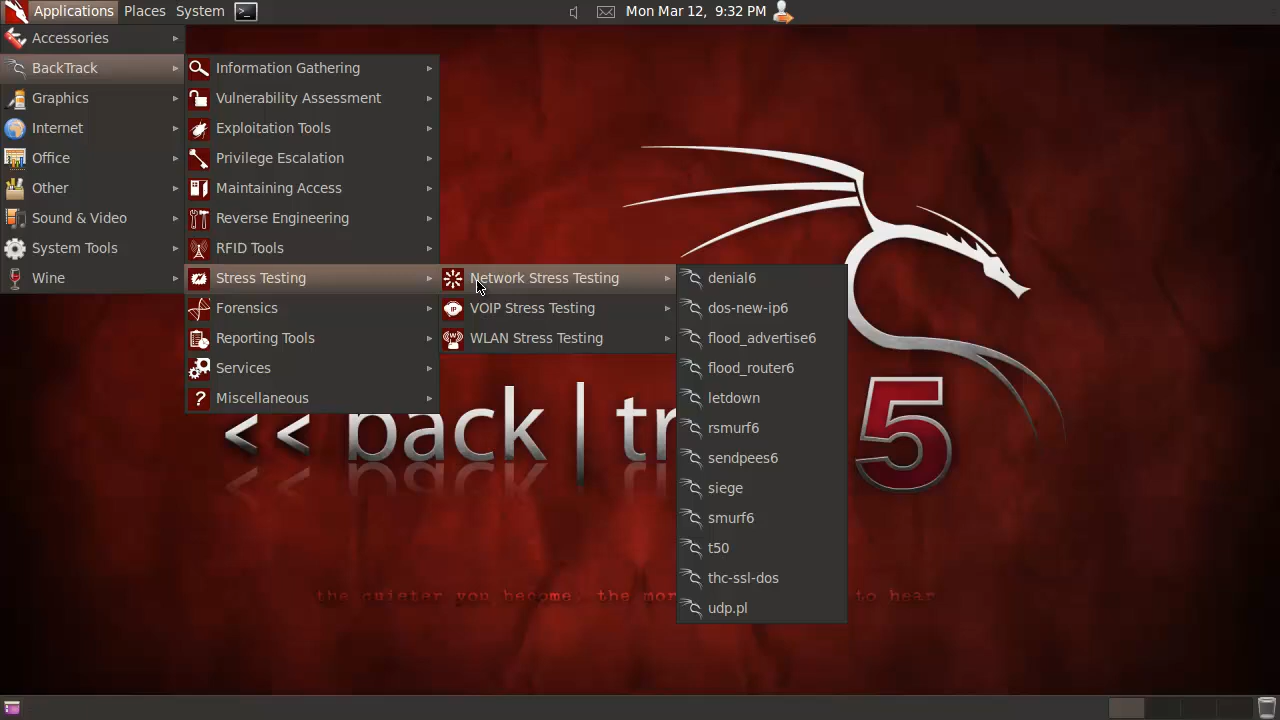 Applications Places System Mon Mar 12, 9:32 PM
Accessories
BackTrack
Graphics
Internet
Office
Other
Sound & Video
System Tools
Wine
Information Gathering
Vulnerability Assessment
Exploitation Tools
Privilege Escalation
Maintaining Access
Reverse Engineering
RFID Tools
Stress Testing
Forensics
Reporting Tools
Services
Miscellaneous
Network Stress Testing
VOIP Stress Testing
WLAN Stress Testing
denial6
dos-new-ip6
flood_advertise6
flood_router6
letdown
rsmurf6
sendpees6
siege
smurf6
t50
thc-ssl-dos
udp.pl
<< back | tr 5
the quieter you become, the mor to hear